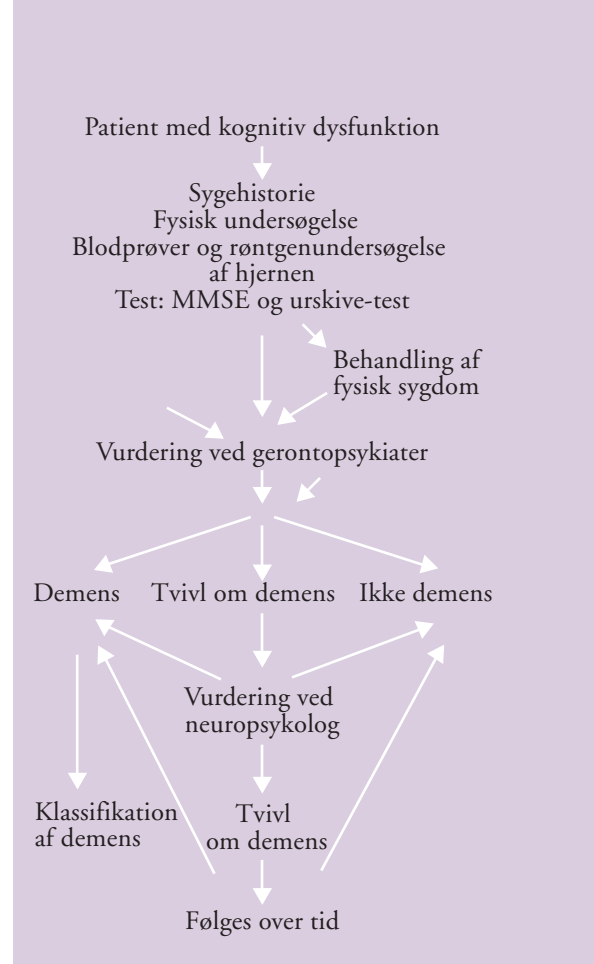 Patient med kognitiv dysfunktion
Sygehistorie
Fysisk undersøgelse
Blodprøver og røntgenundersøgelse
af hjernen
Test: MMSE og urskive-test
Behandling af
fysisk sygdom
Vurdering ved gerontopsykiater
Demens Tvivl om demens Ikke demens
Vurdering ved
neuropsykolog
Klassifikation
af demens
Tvivl
om demens
Følges over tid